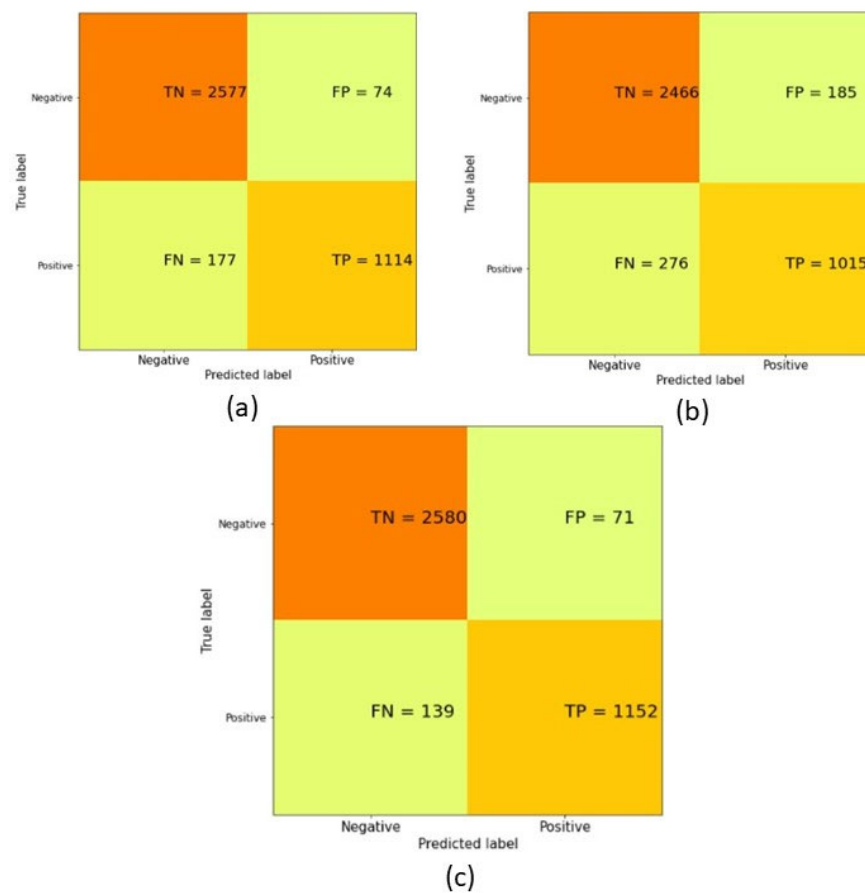 Negative
TN = 2577
FP = 74
True label
Positive
FN = 177
TP = 1114
Negative
Positive
Predicted label
(a)
Negative
TN = 2466
FP = 185
True label
Positive
FN = 276
TP = 1015
Negative
Positive
Predicted label
(b)
Negative
TN = 2580
FP = 71
True label
Positive
FN = 139
TP = 1152
Negative
Positive
Predicted label
(c)